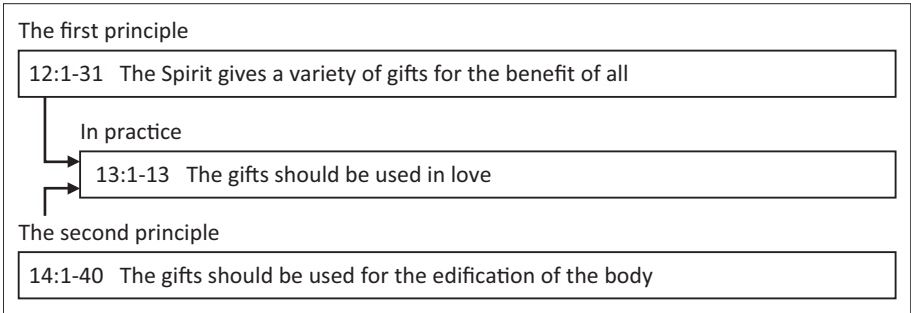 The first principle
12:1-31 The Spirit gives a variety of gifts for the benefit of all
In practice
13:1-13 The gifts should be used in love
The second principle
14:1-40 The gifts should be used for the edification of the body